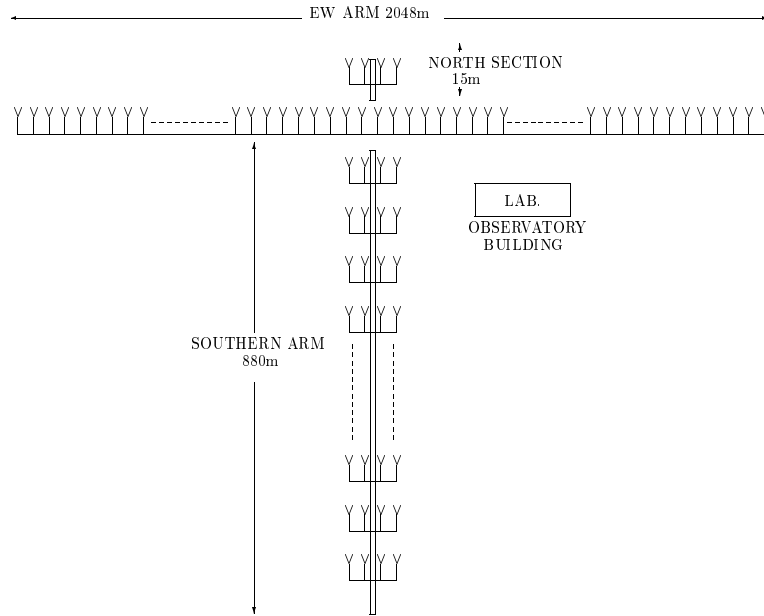 EW ARM 2048m
NORTH SECTION
15m
LAB.
OBSERVATORY
BUILDING
SOUTHERN ARM
880m